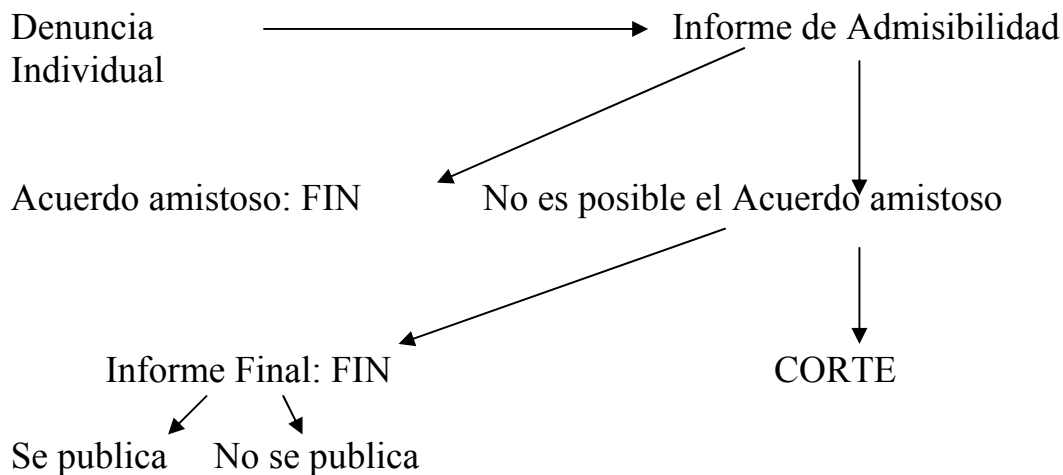 Denuncia Individual
Informe de Admisibilidad
Acuerdo amistoso: FIN
No es posible el Acuerdo amistoso
Informe Final: FIN
CORTE
Se publica
No se publica